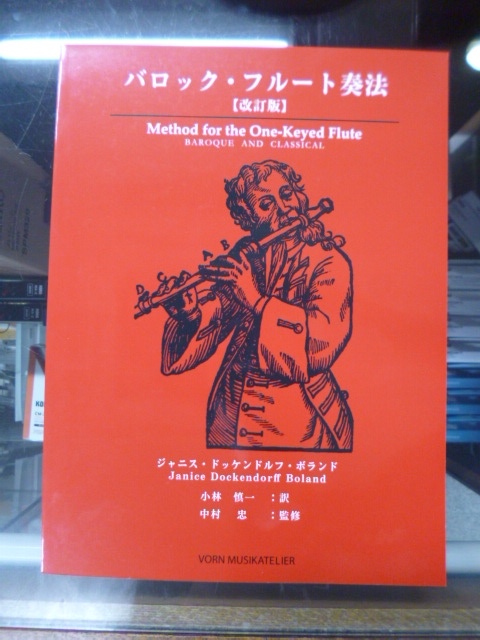 バロック・フルート奏法
【改訂版】
Method for the One-Keyed Flute
BAROQUE AND CLASSICAL
A B
D C
ジャニス・ドッケンドルフ・ボランド
Janice Dockendorff Boland
小林 慎一 :訳
中村 忠 :監修
VORN MUSIKATELIER